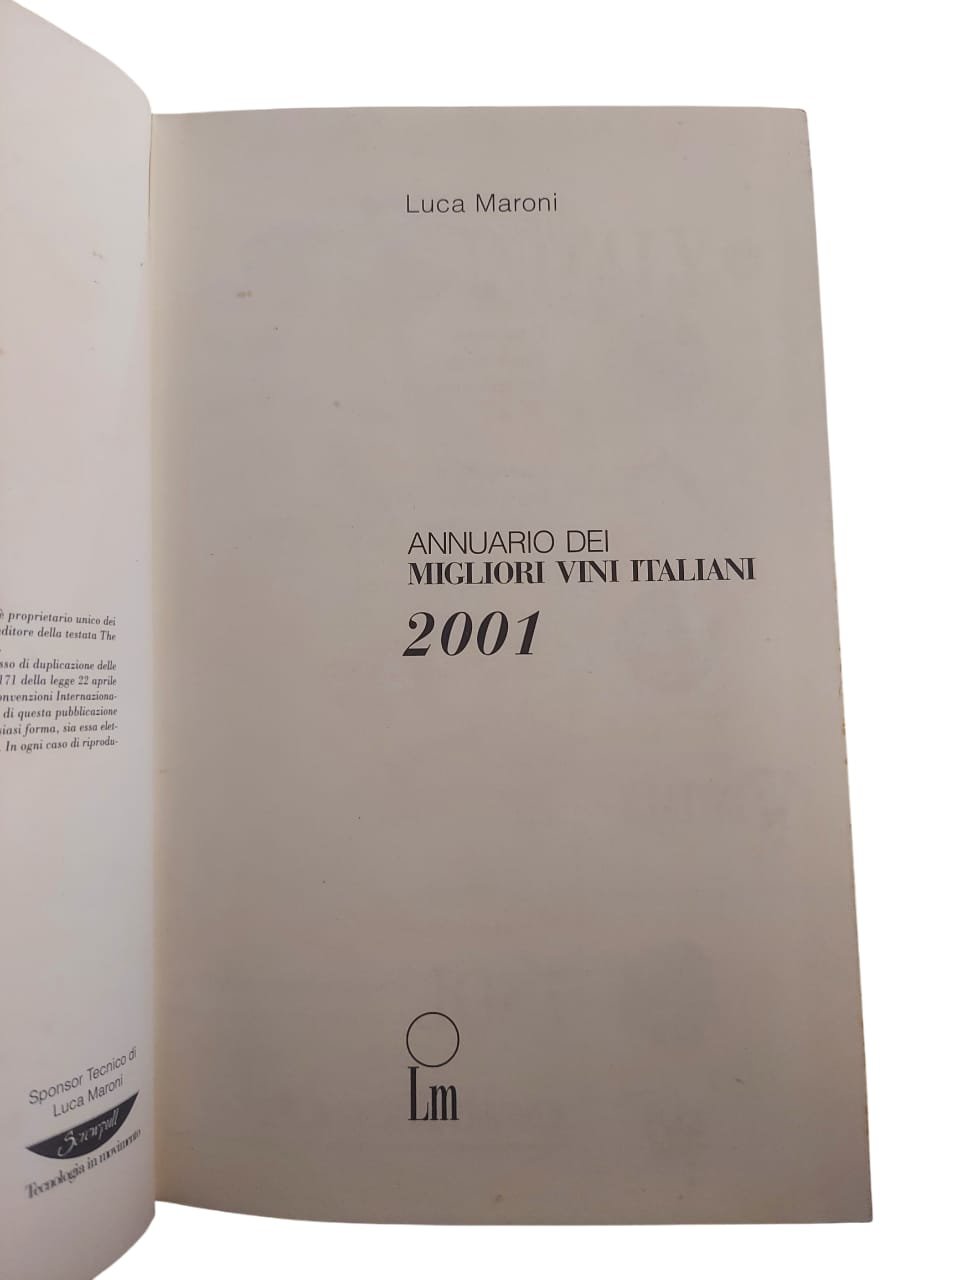 è proprietario unico dei
editore della testata The
sso di duplicazione delle
171 della legge 22 aprile
onvenzioni Internaziona-
di questa pubblicazione
siasi forma, sia essa elet-
. In ogni caso di riprodu-
Sponsor Tecnico di
Luca Maroni
Screwpull
Tecnologia in movimento
Luca Maroni
ANNUARIO DEI
MIGLIORI VINI ITALIANI
2001
Lm